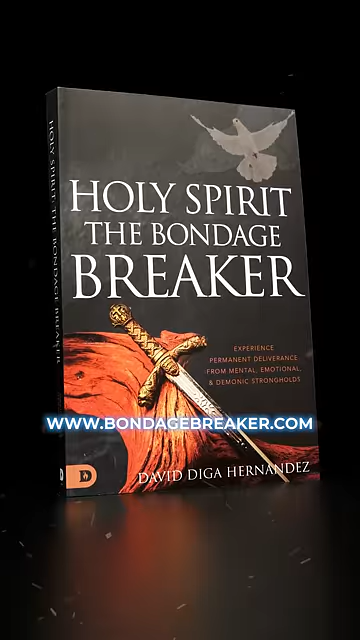 HOLY SPIRIT
THE BONDAGE
BREAKER
EXPERIENCE
PERMANENT DELIVERANCE
FROM MENTAL, EMOTIONAL,
& DEMONIC STRONGHOLDS
WWW.BONDAGEBREAKER.COM
DAVID DIGA HERNANDEZ
HOLY SPIRIT: THE BONDAGE BREAKER
D
D